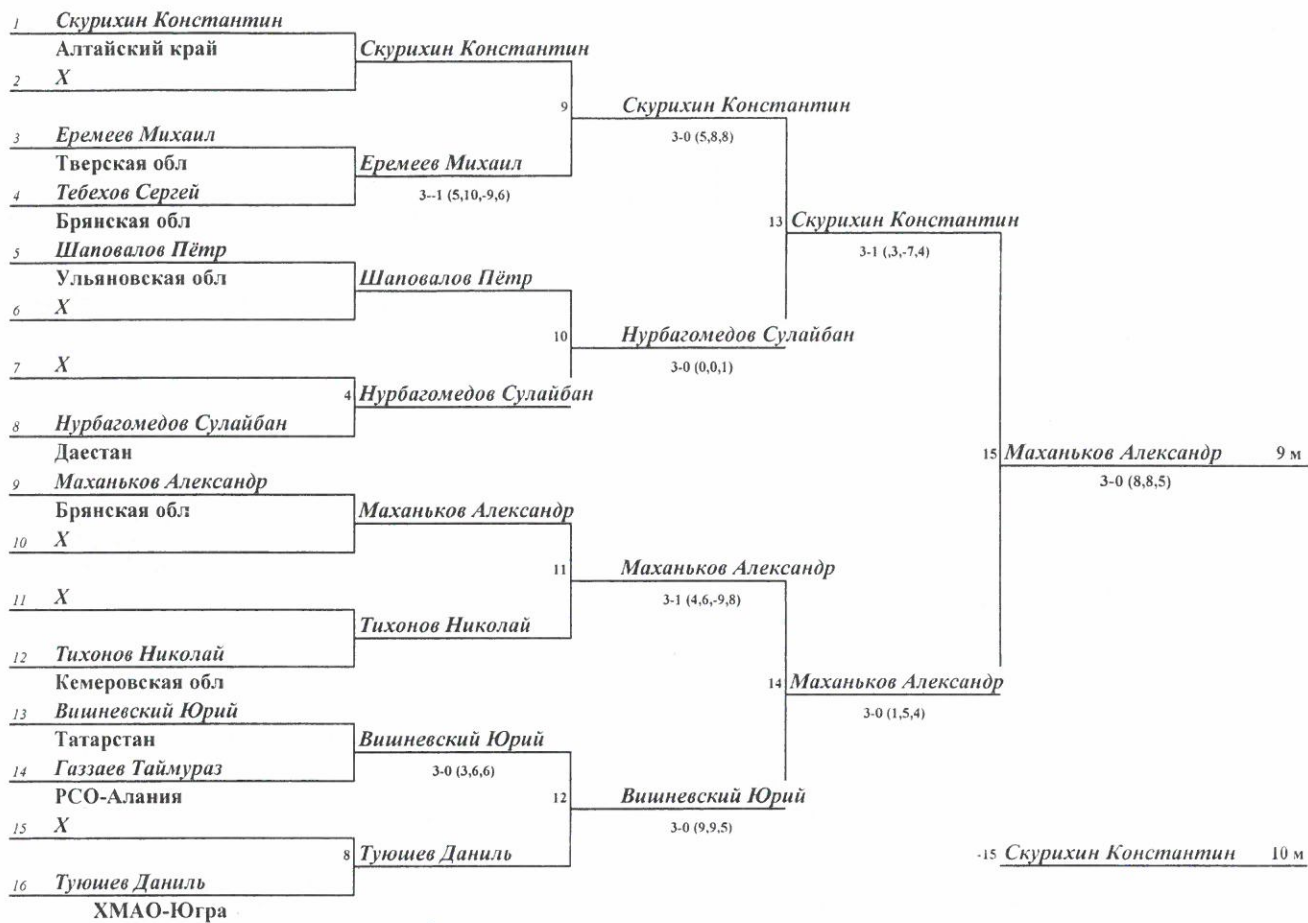 1 Скурихин Константин
Алтайский край
2 X
3 Еремеев Михаил
Тверская обл
4 Тебехов Сергей
Брянская обл
5 Шаповалов Пётр
Ульяновская обл
6 X
7 X
8 Нурбагомедов Сулайбан
Даестан
9 Маханьков Александр
Брянская обл
10 X
11 X
12 Тихонов Николай
Кемеровская обл
13 Вишневский Юрий
Татарстан
14 Газзаев Таймураз
РСО-Алания
15 X
16 Туюшев Даниль
ХМАО-Югра
Скурихин Константин
Еремеев Михаил
3--1 (5,10,-9,6)
Шаповалов Пётр
4 Нурбагомедов Сулайбан
Маханьков Александр
Тихонов Николай
Вишневский Юрий
3-0 (3,6,6)
8 Туюшев Даниль
9 Скурихин Константин
3-0 (5,8,8)
10 Нурбагомедов Сулайбан
3-0 (0,0,1)
11 Маханьков Александр
3-1 (4,6,-9,8)
12 Вишневский Юрий
3-0 (9,9,5)
13 Скурихин Константин
3-1 (,3,-7,4)
14 Маханьков Александр
3-0 (1,5,4)
15 Маханьков Александр 9 м
3-0 (8,8,5)
-15 Скурихин Константин 10 м